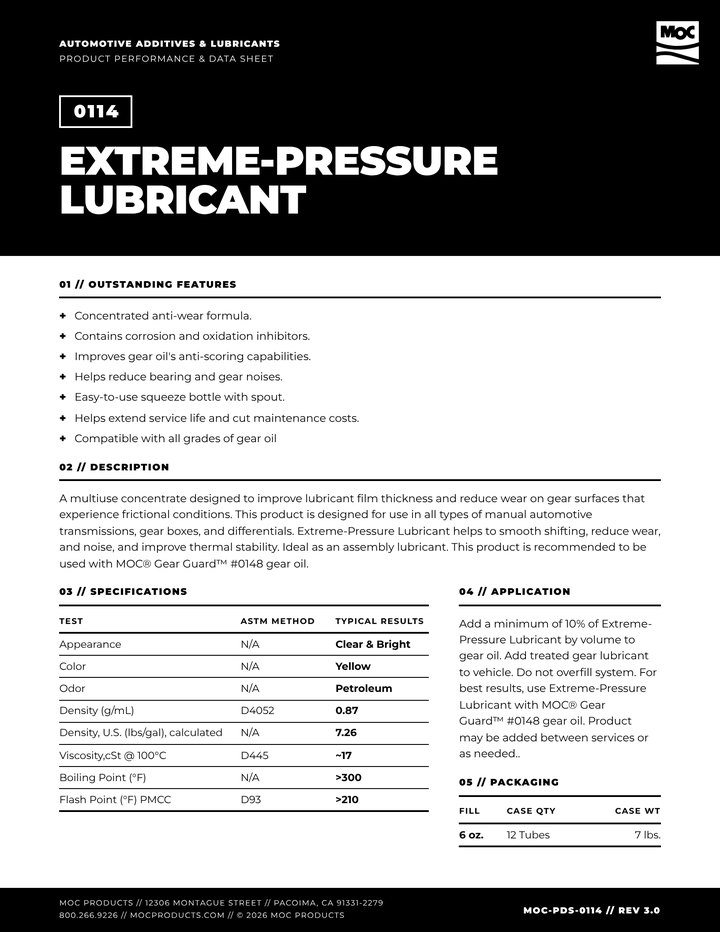 AUTOMOTIVE ADDITIVES & LUBRICANTS
PRODUCT PERFORMANCE & DATA SHEET
MOC
0114
EXTREME-PRESSURE
LUBRICANT
01 // OUTSTANDING FEATURES
+ Concentrated anti-wear formula.
+ Contains corrosion and oxidation inhibitors.
+ Improves gear oil's anti-scoring capabilities.
+ Helps reduce bearing and gear noises.
+ Easy-to-use squeeze bottle with spout.
+ Helps extend service life and cut maintenance costs.
+ Compatible with all grades of gear oil
02 // DESCRIPTION
A multiuse concentrate designed to improve lubricant film thickness and reduce wear on gear surfaces that
experience frictional conditions. This product is designed for use in all types of manual automotive
transmissions, gear boxes, and differentials. Extreme-Pressure Lubricant helps to smooth shifting, reduce wear,
and noise, and improve thermal stability. Ideal as an assembly lubricant. This product is recommended to be
used with MOC® Gear Guard™ #0148 gear oil.
03 // SPECIFICATIONS
TEST ASTM METHOD TYPICAL RESULTS
Appearance N/A Clear & Bright
Color N/A Yellow
Odor N/A Petroleum
Density (g/mL) D4052 0.87
Density, U.S. (lbs/gal), calculated N/A 7.26
Viscosity,cSt @ 100°C D445 ~17
Boiling Point (°F) N/A >300
Flash Point (°F) PMCC D93 >210
04 // APPLICATION
Add a minimum of 10% of Extreme-
Pressure Lubricant by volume to
gear oil. Add treated gear lubricant
to vehicle. Do not overfill system. For
best results, use Extreme-Pressure
Lubricant with MOC® Gear
Guard™ #0148 gear oil. Product
may be added between services or
as needed..
05 // PACKAGING
FILL CASE QTY CASE WT
6 oz. 12 Tubes 7 lbs.
MOC PRODUCTS // 12306 MONTAGUE STREET // PACOIMA, CA 91331-2279
800.266.9226 // MOCPRODUCTS.COM // © 2026 MOC PRODUCTS
MOC-PDS-0114 // REV 3.0